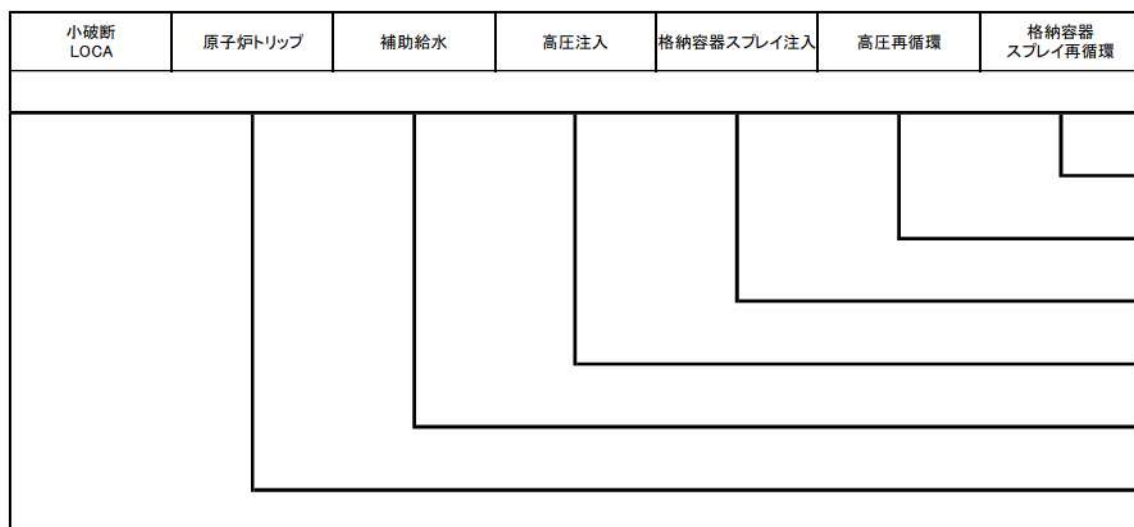 小破断
LOCA
原子炉トリップ
補助給水
高圧注入
格納容器スプレイ注入
高圧再循環
格納容器
スプレイ再循環